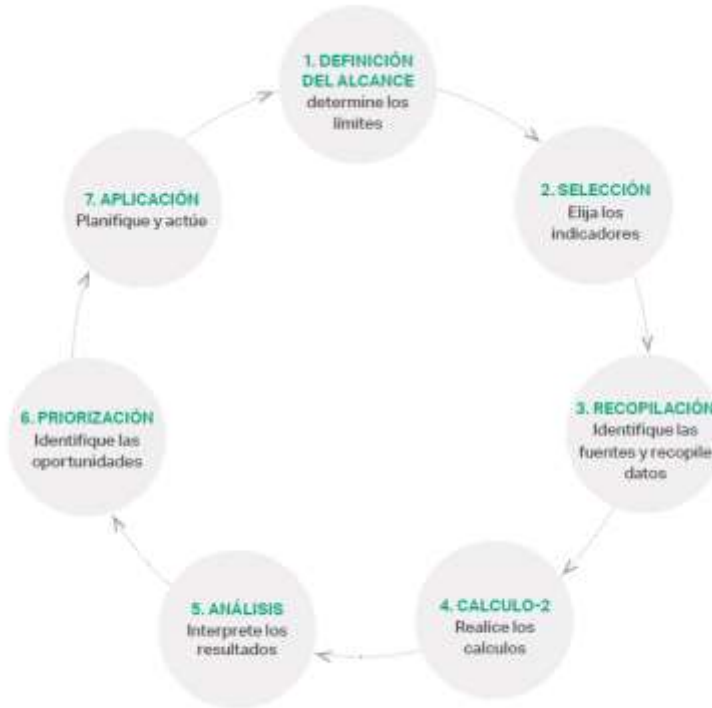 1. DEFINICIÓN
DEL ALCANCE
determine los
límites
2. SELECCIÓN
Elija los
indicadores
3. RECOPILACIÓN
Identifique las
fuentes y recopile
datos
4. CALCULO-2
Realice los
calculos
5. ANÁLISIS
Interprete los
resultados
6. PRIORIZACIÓN
Identifique las
oportunidades
7. APLICACIÓN
Planifique y actúe